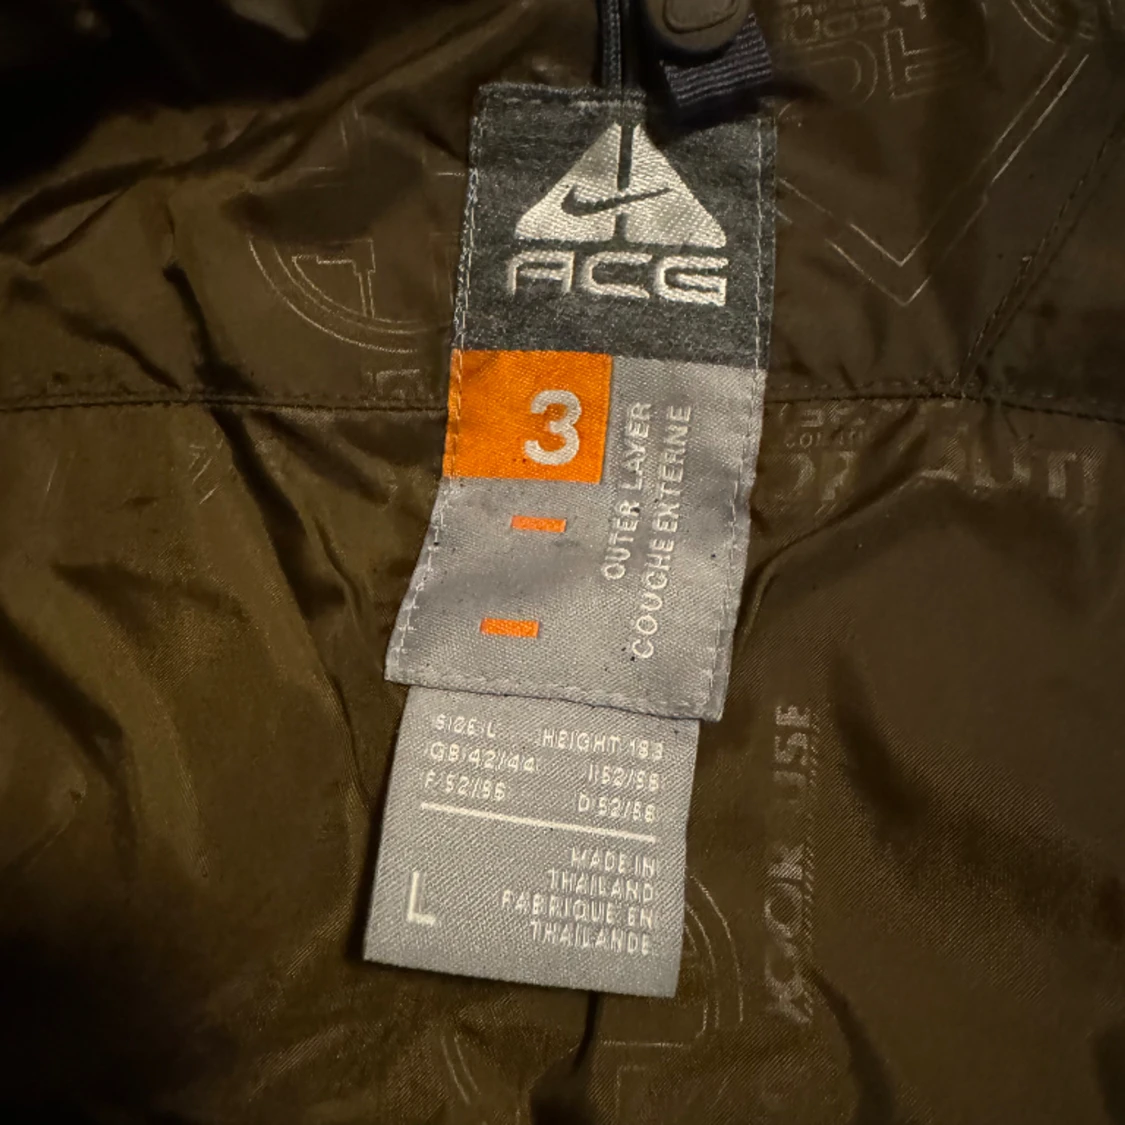 ACG
3
OUTER LAYER
COUCHE EXTERNE
SIZE L HEIGHT 183
GB 42/44 I 52/56
F 52/56 D 52/56
MADE IN
THAILAND
FABRIQUE EN
THAILANDE
L